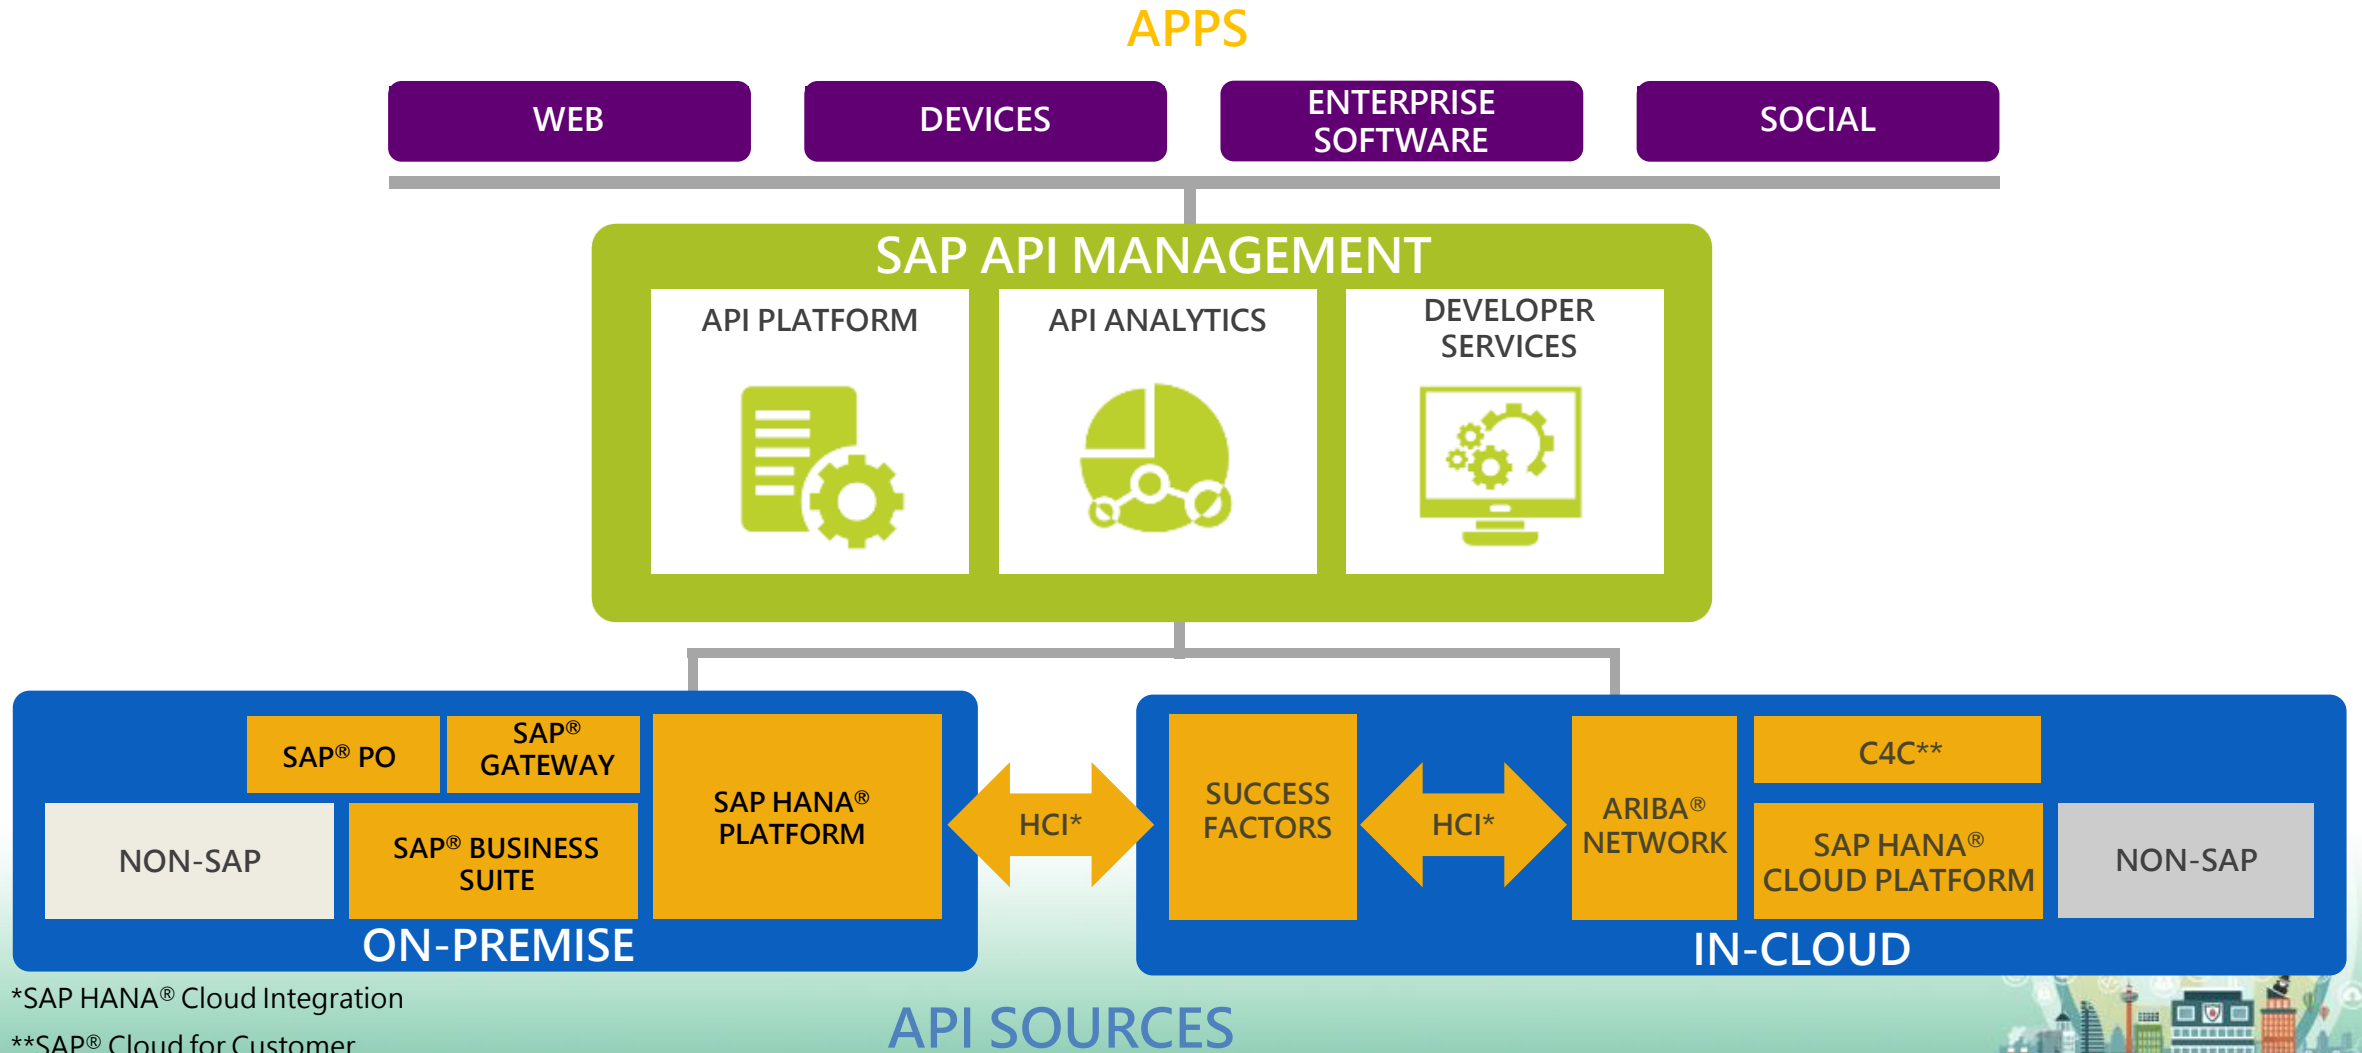 APPS
WEB
DEVICES
ENTERPRISE
SOFTWARE
SOCIAL
SAP API MANAGEMENT
API PLATFORM
API ANALYTICS
DEVELOPER
SERVICES
SAP® PO
SAP®
GATEWAY
SAP HANA®
PLATFORM
NON-SAP
SAP® BUSINESS
SUITE
ON-PREMISE
HCI*
SUCCESS
FACTORS
HCI*
ARIBA®
NETWORK
C4C**
SAP HANA®
CLOUD PLATFORM
NON-SAP
IN-CLOUD
*SAP HANA® Cloud Integration
**SAP® Cloud for Customer
API SOURCES